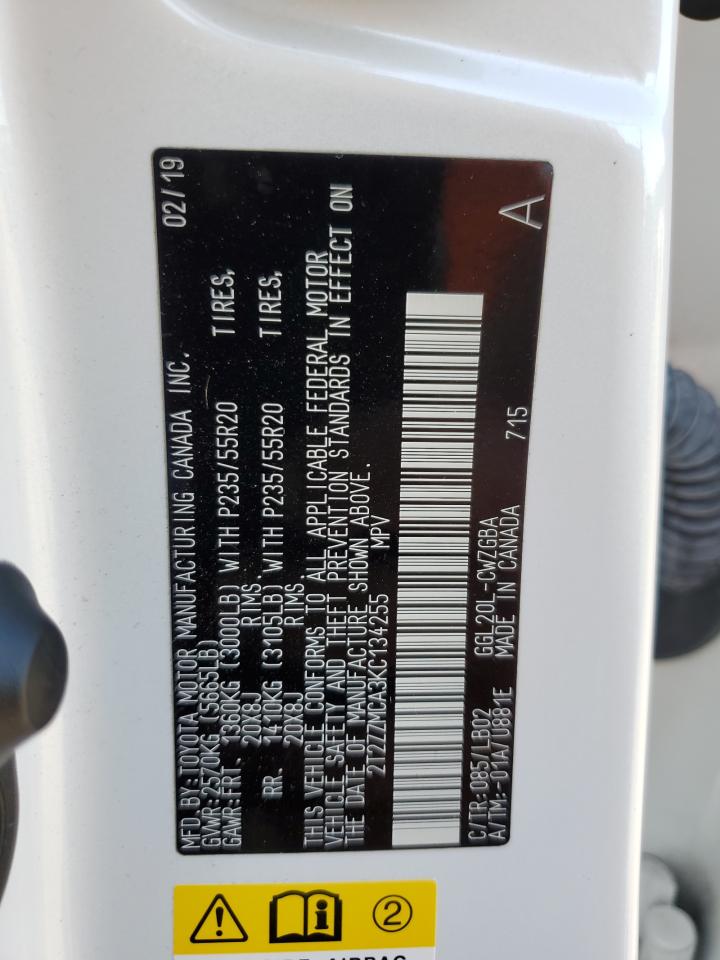 MFD. BY: TOYOTA MOTOR MANUFACTURING CANADA INC. 02/19
GVWR: 2570KG (5665LB)
GAWR: FRT. 1360KG (3000LB) WITH P235/55R20 TIRES,
20X8J RIMS.
RR. 1410KG (3105LB) WITH P235/55R20 TIRES,
20X8J RIMS.
THIS VEHICLE CONFORMS TO ALL APPLICABLE FEDERAL MOTOR
VEHICLE SAFETY AND THEFT PREVENTION STANDARDS IN EFFECT ON
THE DATE OF MANUFACTURE SHOWN ABOVE.
2T2ZZMCA3KC134255 MPV
C/TR: 085/LB02 GGL20L-CWZGBA
A/TM:-01A/U881E MADE IN CANADA 715 A
2